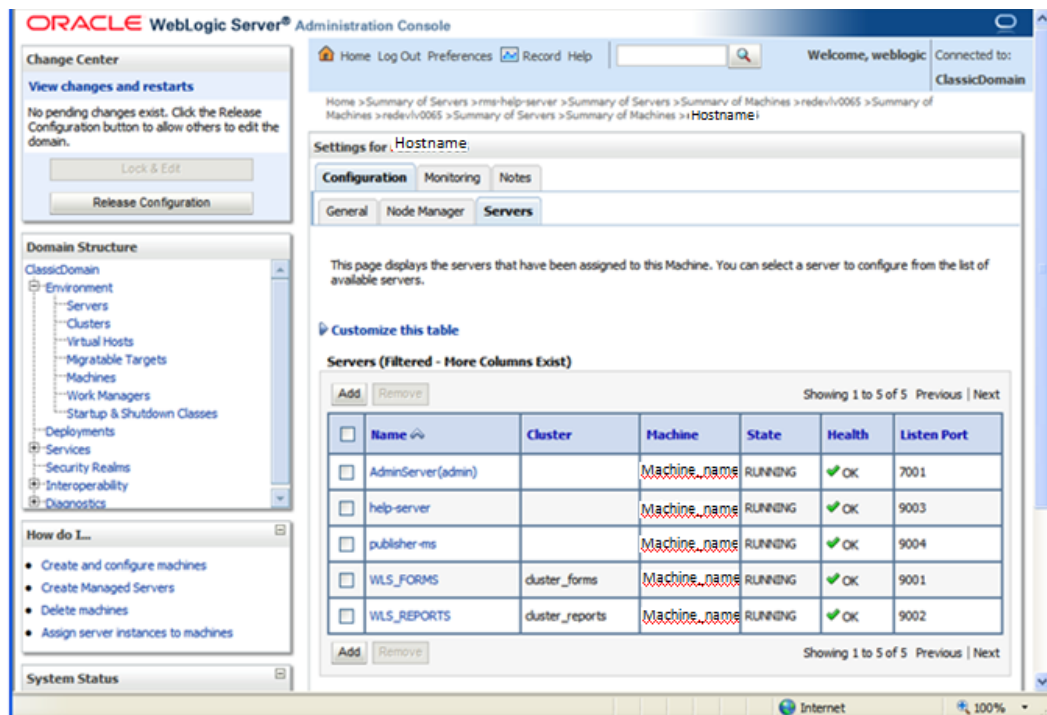 ORACLE WebLogic Server® Administration Console
Change Center
View changes and restarts
No pending changes exist. Click the Release
Configuration button to allow others to edit the
domain.
Lock & Edit
Release Configuration
Domain Structure
ClassicDomain
Environment
Servers
Clusters
Virtual Hosts
Migratable Targets
Machines
Work Managers
Startup & Shutdown Classes
Deployments
Services
Security Realms
Interoperability
Diagnostics
How do I...
Create and configure machines
Create Managed Servers
Delete machines
Assign server instances to machines
System Status
Home Log Out Preferences Record Help
Welcome, weblogic
Connected to:
ClassicDomain
Home >Summary of Servers >rms-help-server >Summary of Servers >Summary of Machines >redevlv0065 >Summary of
Machines >redevlv0065 >Summary of Servers >Summary of Machines >Hostname
Settings for Hostname
Configuration Monitoring Notes
General Node Manager Servers
This page displays the servers that have been assigned to this Machine. You can select a server to configure from the list of
available servers.
Customize this table
Servers (Filtered - More Columns Exist)
Add Remove Showing 1 to 5 of 5 Previous | Next
Name Cluster Machine State Health Listen Port
AdminServer(admin) Machine_name RUNNING OK 7001
help-server Machine_name RUNNING OK 9003
publisher-ms Machine_name RUNNING OK 9004
WLS_FORMS cluster_forms Machine_name RUNNING OK 9001
WLS_REPORTS cluster_reports Machine_name RUNNING OK 9002
Add Remove Showing 1 to 5 of 5 Previous | Next
Internet 100%